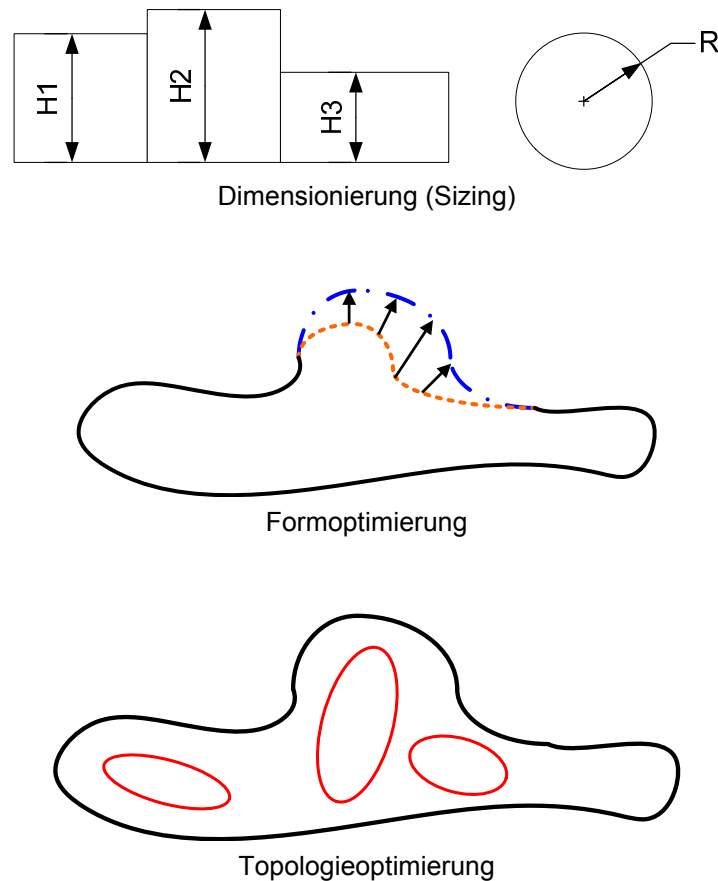 H1
H2
H3
R
Dimensionierung (Sizing)
Formoptimierung
Topologieoptimierung